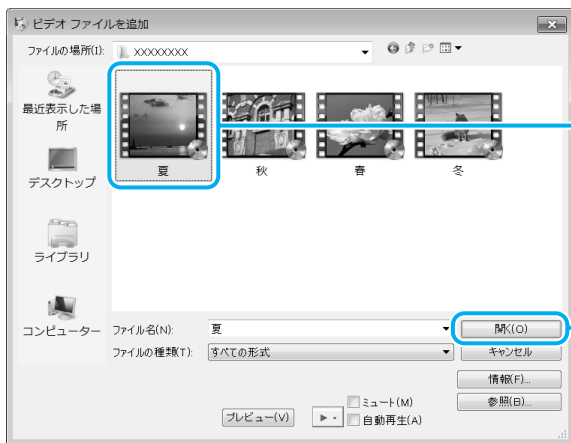 ビデオ ファイルを追加
ファイルの場所(I):
XXXXXXXX
最近表示した場
所
デスクトップ
ライブラリ
コンピューター
夏
秋
春
冬
ファイル名(N):
夏
開く(O)
ファイルの種類(T):
すべての形式
キャンセル
情報(F)...
ミュート(M)
参照(B)...
プレビュー(V)
自動再生(A)